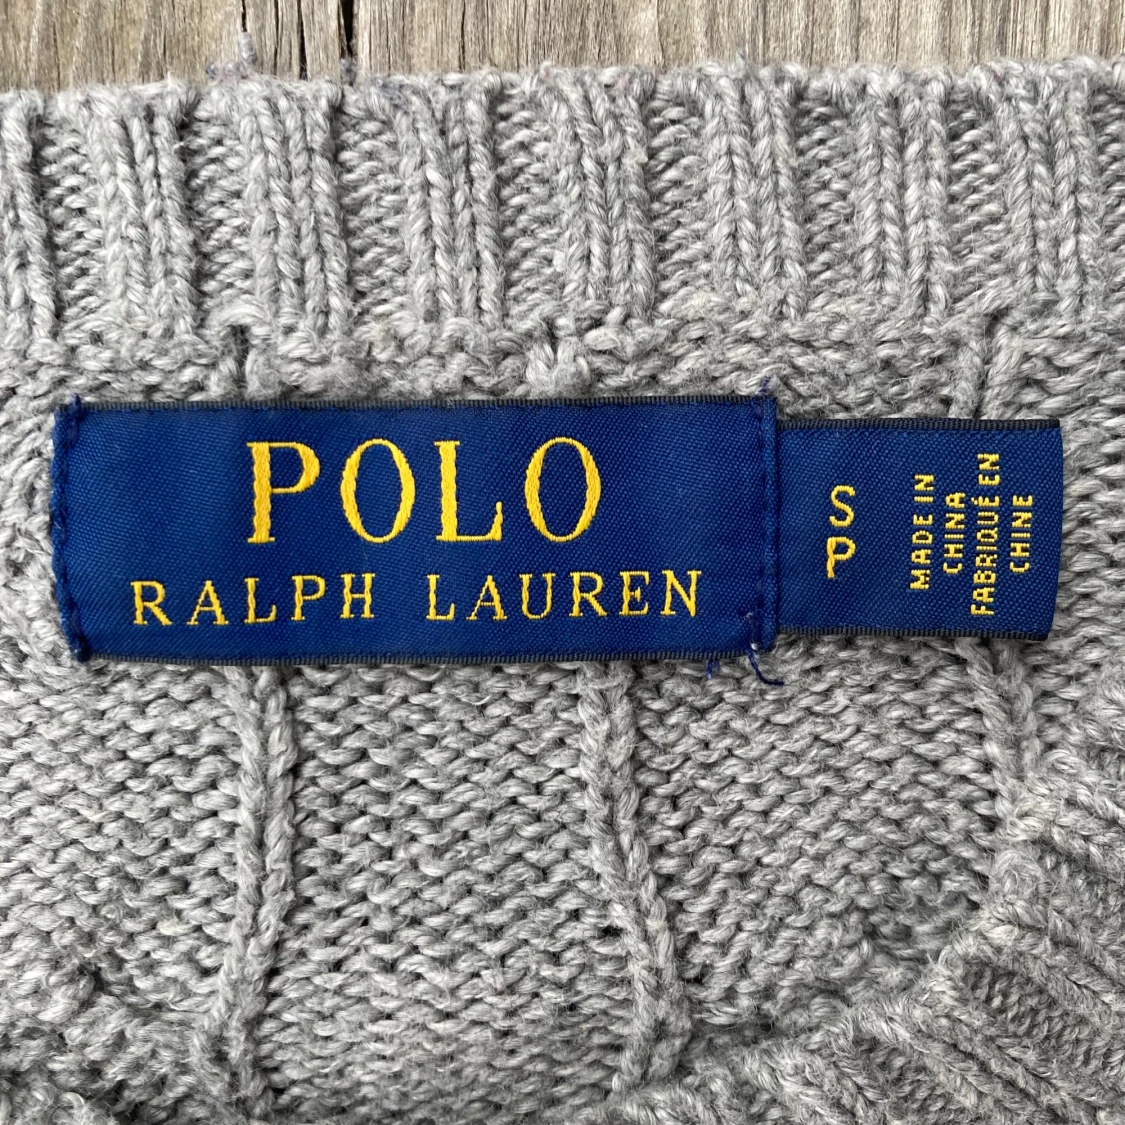 POLO
RALPH LAUREN
S
P
MADE IN
CHINA
FABRIQUÉ EN
CHINE